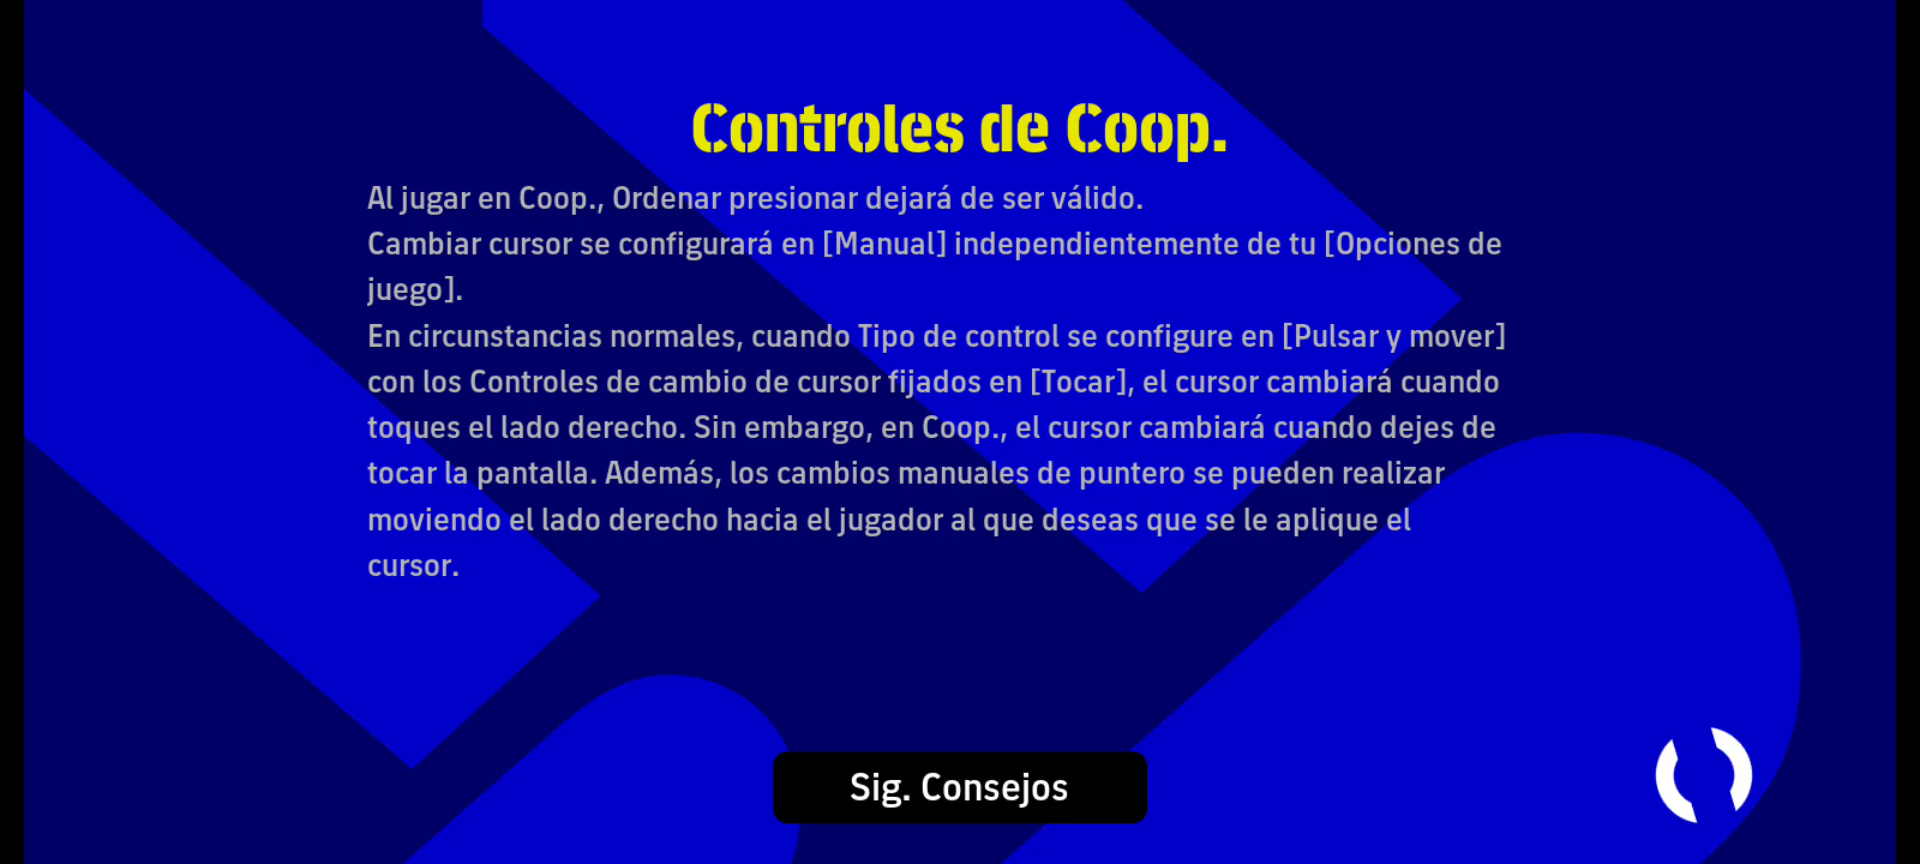 Controles de Coop.
Al jugar en Coop., Ordenar presionar dejará de ser válido.
Cambiar cursor se configurará en [Manual] independientemente de tu [Opciones de
juego].
En circunstancias normales, cuando Tipo de control se configure en [Pulsar y mover]
con los Controles de cambio de cursor fijados en [Tocar], el cursor cambiará cuando
toques el lado derecho. Sin embargo, en Coop., el cursor cambiará cuando dejes de
tocar la pantalla. Además, los cambios manuales de puntero se pueden realizar
moviendo el lado derecho hacia el jugador al que deseas que se le aplique el
cursor.
Sig. Consejos